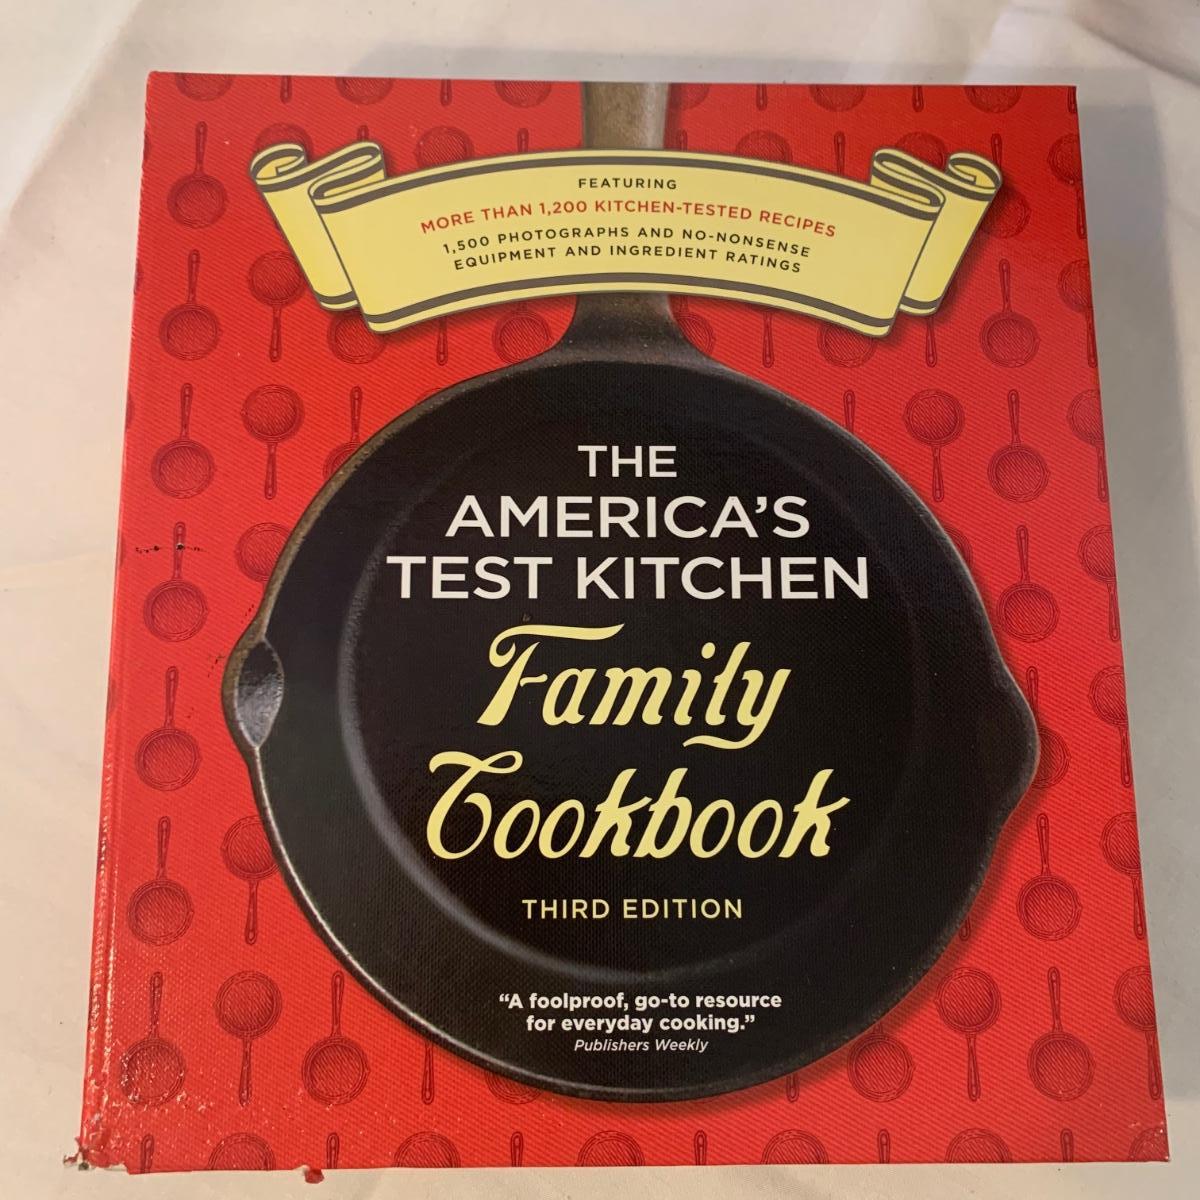 FEATURING
MORE THAN 1,200 KITCHEN-TESTED RECIPES
1,500 PHOTOGRAPHS AND NO-NONSENSE
EQUIPMENT AND INGREDIENT RATINGS
THE
AMERICA'S
TEST KITCHEN
Family
Cookbook
THIRD EDITION
“A foolproof, go-to resource
for everyday cooking.”
Publishers Weekly